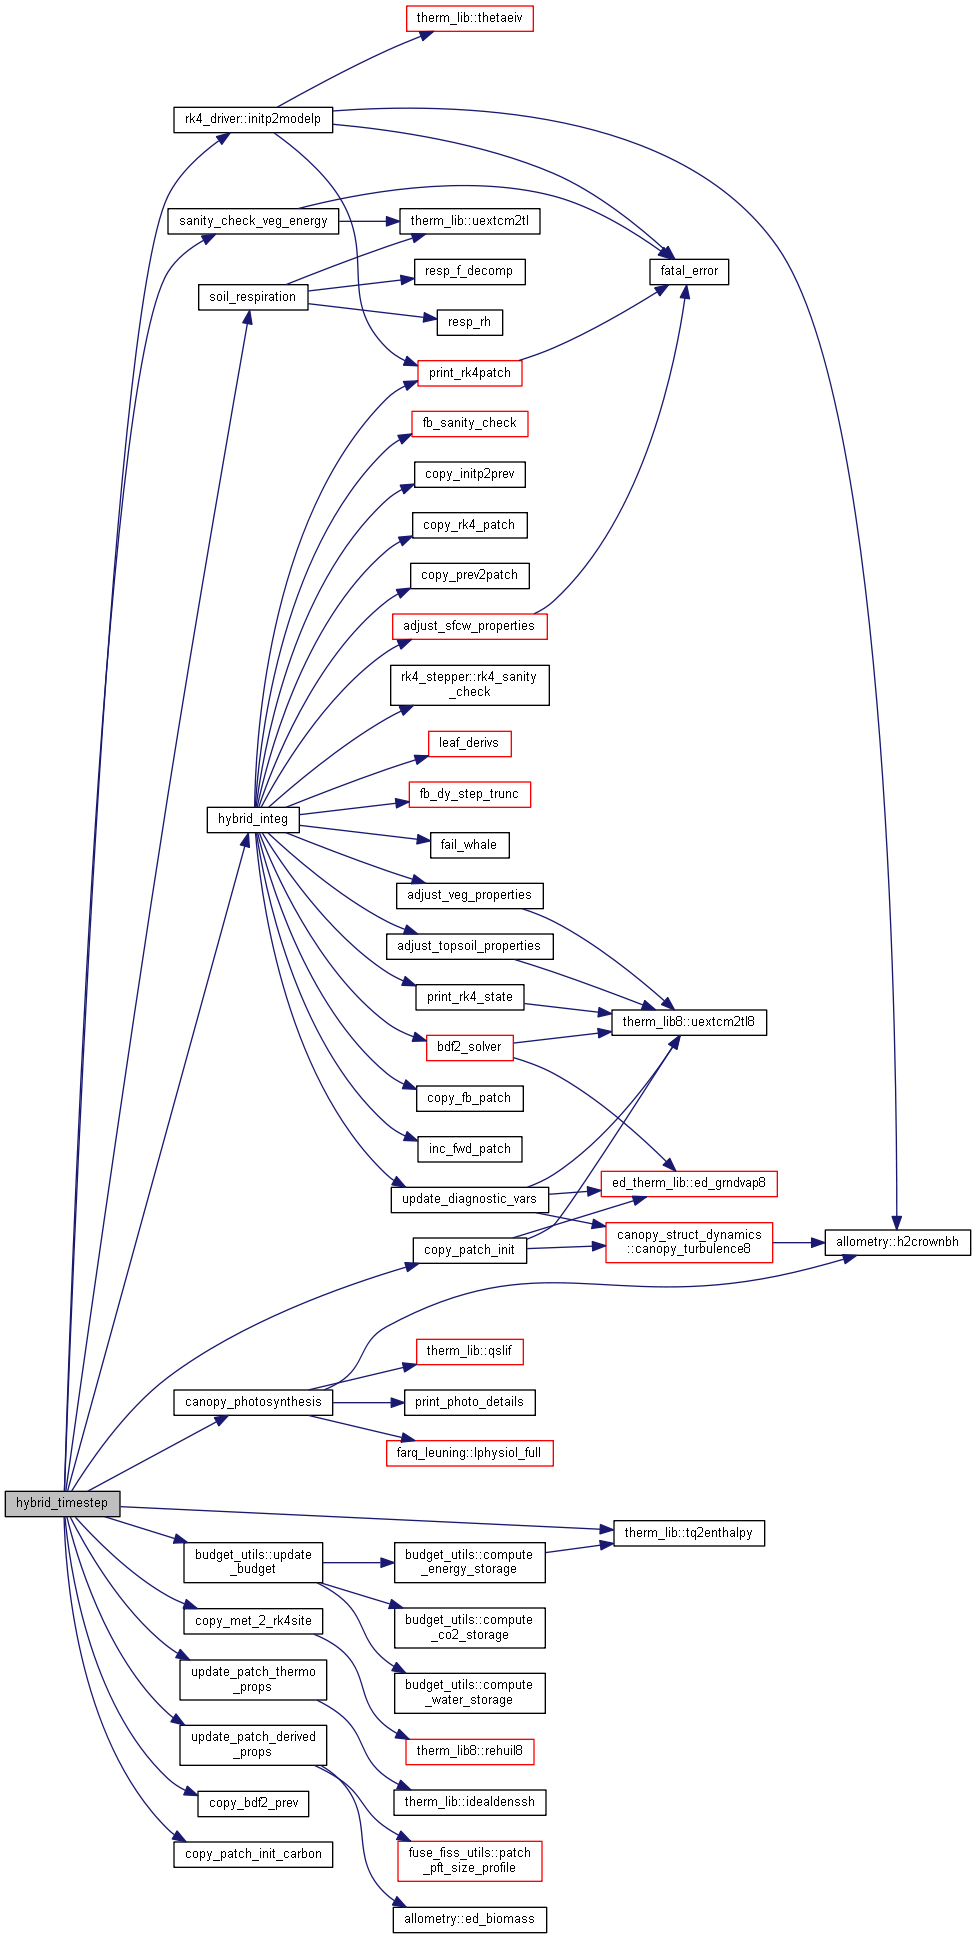 therm_lib::thetaeiv
rk4_driver::initp2modelp
sanity_check_veg_energy
therm_lib::uextcm2tl
resp_f_decomp
fatal_error
soil_respiration
resp_rh
print_rk4patch
fb_sanity_check
copy_initp2prev
copy_rk4_patch
copy_prev2patch
adjust_sfcw_properties
rk4_stepper::rk4_sanity
_check
leaf_derivs
fb_dy_step_trunc
hybrid_integ
fail_whale
adjust_veg_properties
adjust_topsoil_properties
print_rk4_state
therm_lib8::uextcm2tl8
bdf2_solver
copy_fb_patch
inc_fwd_patch
ed_therm_lib::ed_grndvap8
update_diagnostic_vars
canopy_struct_dynamics
::canopy_turbulence8
allometry::h2crownbh
copy_patch_init
therm_lib::qslif
canopy_photosynthesis
print_photo_details
farq_leuning::lphysiol_full
hybrid_timestep
therm_lib::tq2enthalpy
budget_utils::update
_budget
budget_utils::compute
_energy_storage
copy_met_2_rk4site
budget_utils::compute
_co2_storage
update_patch_thermo
_props
budget_utils::compute
_water_storage
update_patch_derived
_props
therm_lib8::rehuil8
copy_bdf2_prev
therm_lib::idealdenssh
copy_patch_init_carbon
fuse_fiss_utils::patch
_pft_size_profile
allometry::ed_biomass